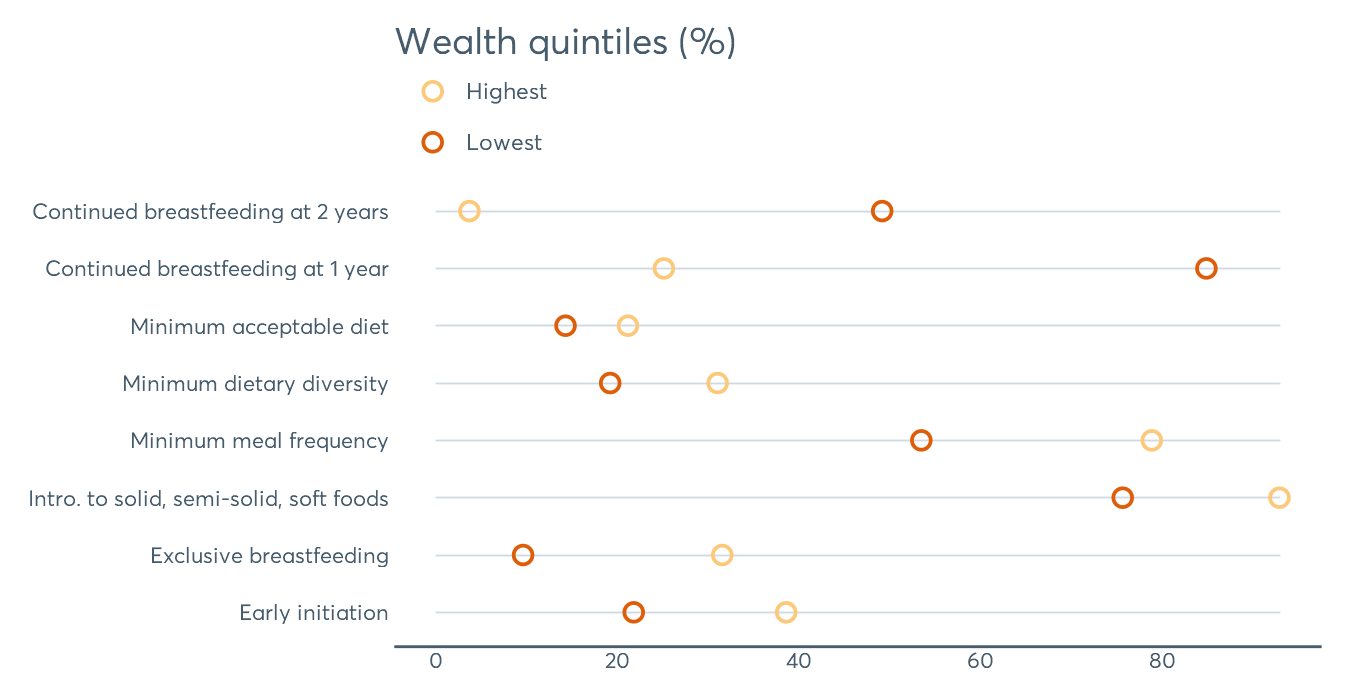 Wealth quintiles (%)
Highest
Lowest
Continued breastfeeding at 2 years
Continued breastfeeding at 1 year
Minimum acceptable diet
Minimum dietary diversity
Minimum meal frequency
Intro. to solid, semi-solid, soft foods
Exclusive breastfeeding
Early initiation
0 20 40 60 80